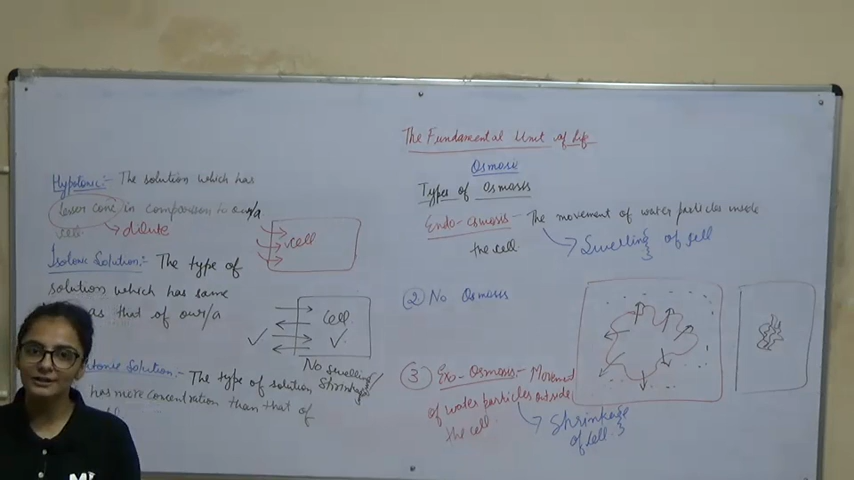 The Fundamental Unit of Life
Osmosis
Types of Osmosis
Endo-osmosis - The movement of water particles inside
the cell
Swelling of cell
② No Osmosis
③ Exo-Osmosis:- Movement
of water particles outside
the cell.
Shrinkage
of cell
Hypotonic:- The solution which has
lesser conc in comparison to our/a
cell
dilute
cell
Isotonic Solution:- The type of
solution which has same
as that of our/a
cell
No swelling
Shrinkage
Solution:- The type of solution
has more concentration than that of